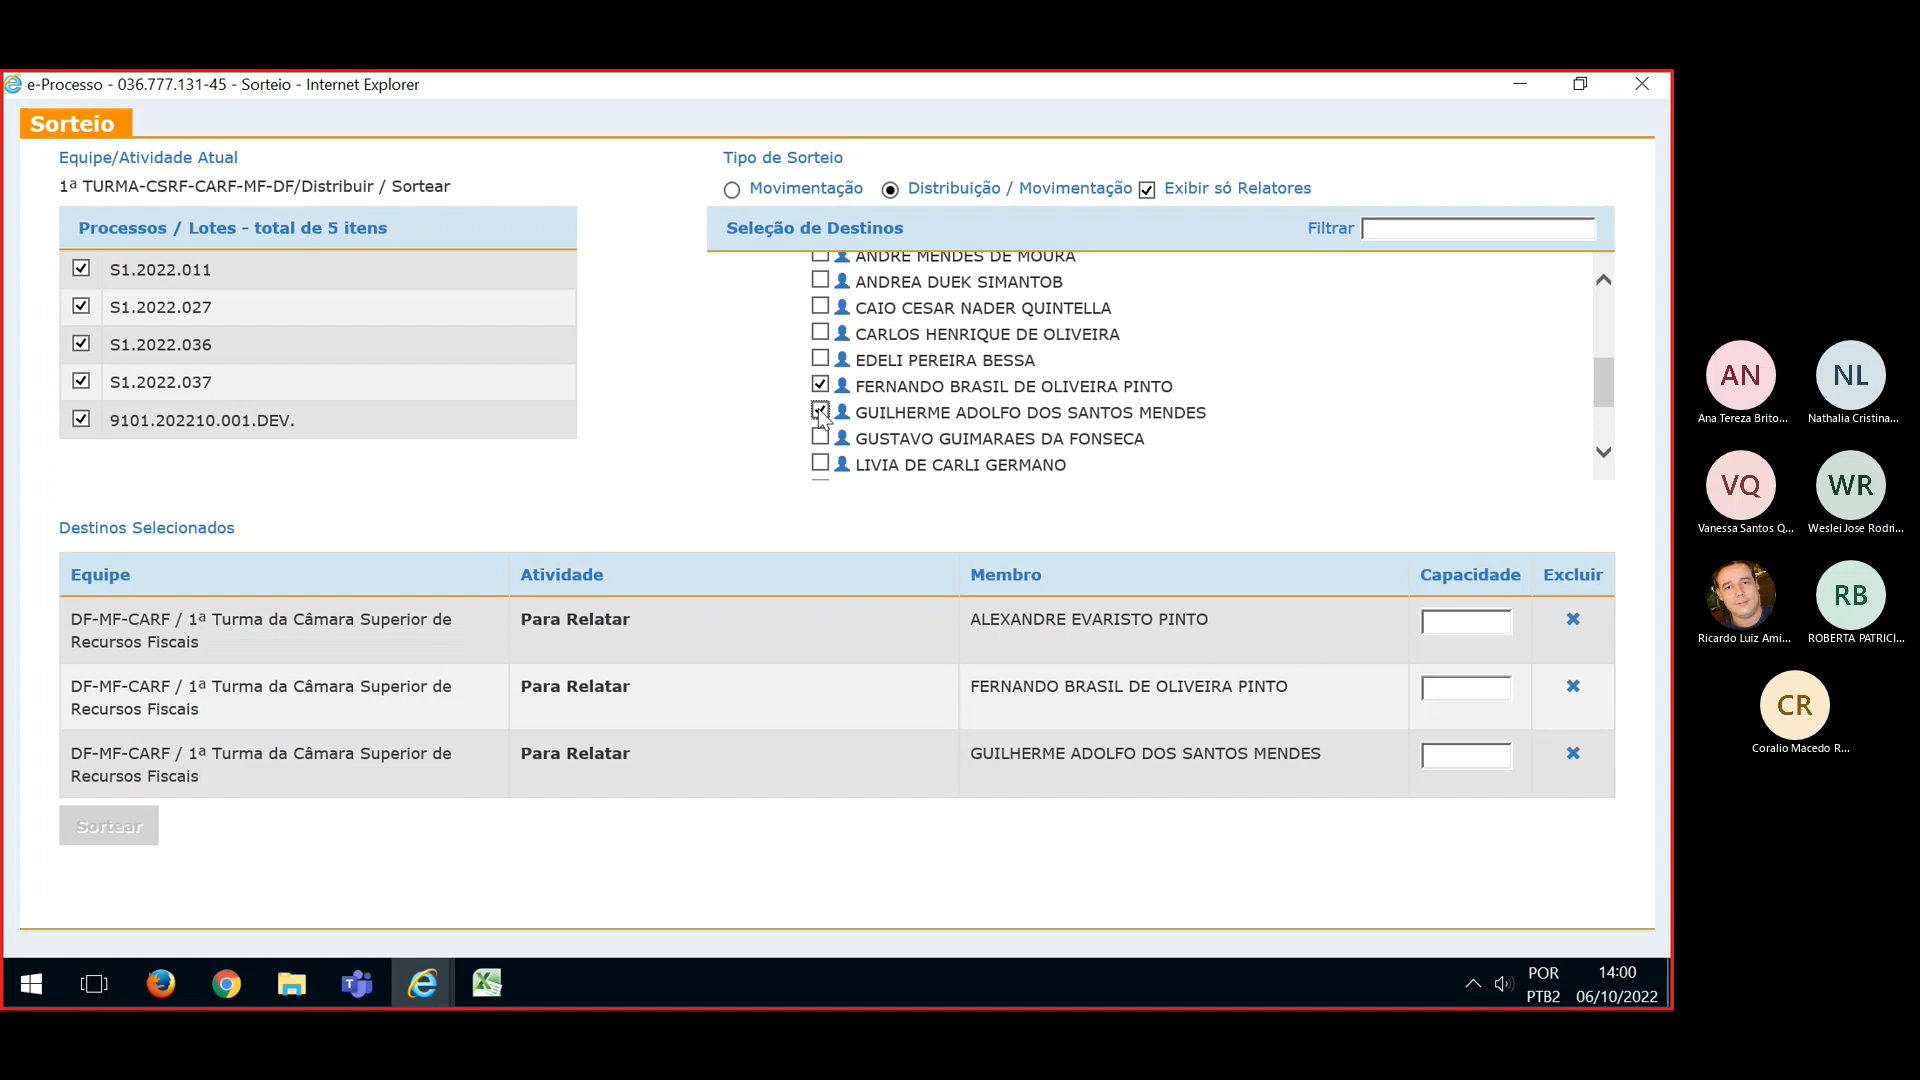 e-Processo - 036.777.131-45 - Sorteio - Internet Explorer
Sorteio
Equipe/Atividade Atual
1ª TURMA-CSRF-CARF-MF-DF/Distribuir / Sortear
Tipo de Sorteio
Movimentação Distribuição / Movimentação Exibir só Relatores
Processos / Lotes - total de 5 itens
S1.2022.011
S1.2022.027
S1.2022.036
S1.2022.037
9101.202210.001.DEV.
Seleção de Destinos Filtrar
ANDRE MENDES DE MOURA
ANDREA DUEK SIMANTOB
CAIO CESAR NADER QUINTELLA
CARLOS HENRIQUE DE OLIVEIRA
EDELI PEREIRA BESSA
FERNANDO BRASIL DE OLIVEIRA PINTO
GUILHERME ADOLFO DOS SANTOS MENDES
GUSTAVO GUIMARAES DA FONSECA
LIVIA DE CARLI GERMANO
Destinos Selecionados
Equipe Atividade Membro Capacidade Excluir
DF-MF-CARF / 1ª Turma da Câmara Superior de Para Relatar ALEXANDRE EVARISTO PINTO
Recursos Fiscais
DF-MF-CARF / 1ª Turma da Câmara Superior de Para Relatar FERNANDO BRASIL DE OLIVEIRA PINTO
Recursos Fiscais
DF-MF-CARF / 1ª Turma da Câmara Superior de Para Relatar GUILHERME ADOLFO DOS SANTOS MENDES
Recursos Fiscais
Sortear
POR 14:00
PTB2 06/10/2022
AN NL
Ana Tereza Brito... Nathalia Cristina...
VQ WR
Vanessa Santos Q... Weslei Jose Rodri...
RB
Ricardo Luiz Ami... ROBERTA PATRICI...
CR
Coralio Macedo R...